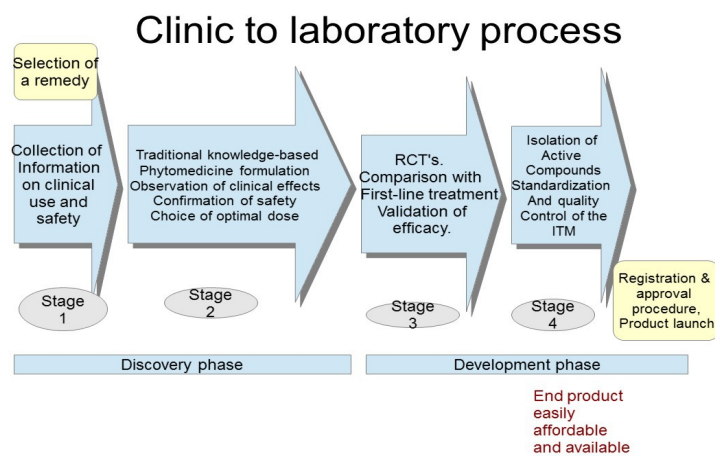 Clinic to laboratory process
Selection of
a remedy
Collection of
Information
on clinical
use and
safety
Traditional knowledge-based
Phytomedicine formulation
Observation of clinical effects
Confirmation of safety
Choice of optimal dose
RCT's.
Comparison with
First-line treatment
Validation of
efficacy.
Isolation of
Active
Compounds
Standardization
And quality
Control of the
ITM
Registration &
approval
procedure,
Product launch
Stage
1
Stage
2
Stage
3
Stage
4
Discovery phase
Development phase
End product
easily
affordable
and available